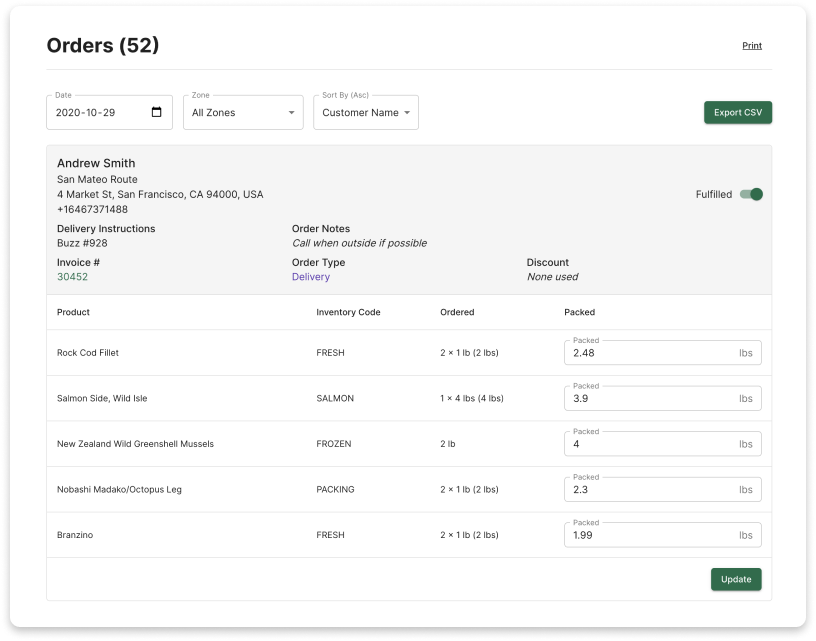 Orders (52)
Print
Date
2020-10-29
Zone
All Zones
Sort By (Asc)
Customer Name
Export CSV
Andrew Smith
San Mateo Route
4 Market St, San Francisco, CA 94000, USA
+16467371488
Fulfilled
Delivery Instructions
Buzz #928
Order Notes
Call when outside if possible
Invoice #
30452
Order Type
Delivery
Discount
None used
Product Inventory Code Ordered Packed
Packed
Rock Cod Fillet FRESH 2 × 1 lb (2 lbs) 2.48 lbs
Packed
Salmon Side, Wild Isle SALMON 1 × 4 lbs (4 lbs) 3.9 lbs
Packed
New Zealand Wild Greenshell Mussels FROZEN 2 lb 4 lbs
Packed
Nobashi Madako/Octopus Leg PACKING 2 × 1 lb (2 lbs) 2.3 lbs
Packed
Branzino FRESH 2 × 1 lb (2 lbs) 1.99 lbs
Update